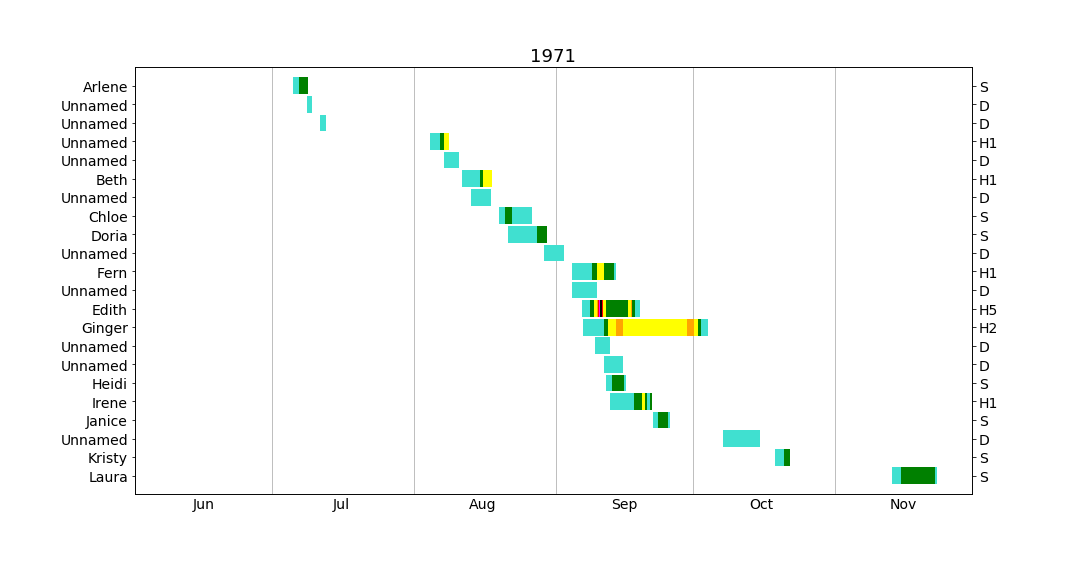 1971
Arlene S
Unnamed D
Unnamed D
Unnamed H1
Unnamed D
Beth H1
Unnamed D
Chloe S
Doria S
Unnamed D
Fern H1
Unnamed D
Edith H5
Ginger H2
Unnamed D
Unnamed D
Heidi S
Irene H1
Janice S
Unnamed D
Kristy S
Laura S
Jun Jul Aug Sep Oct Nov